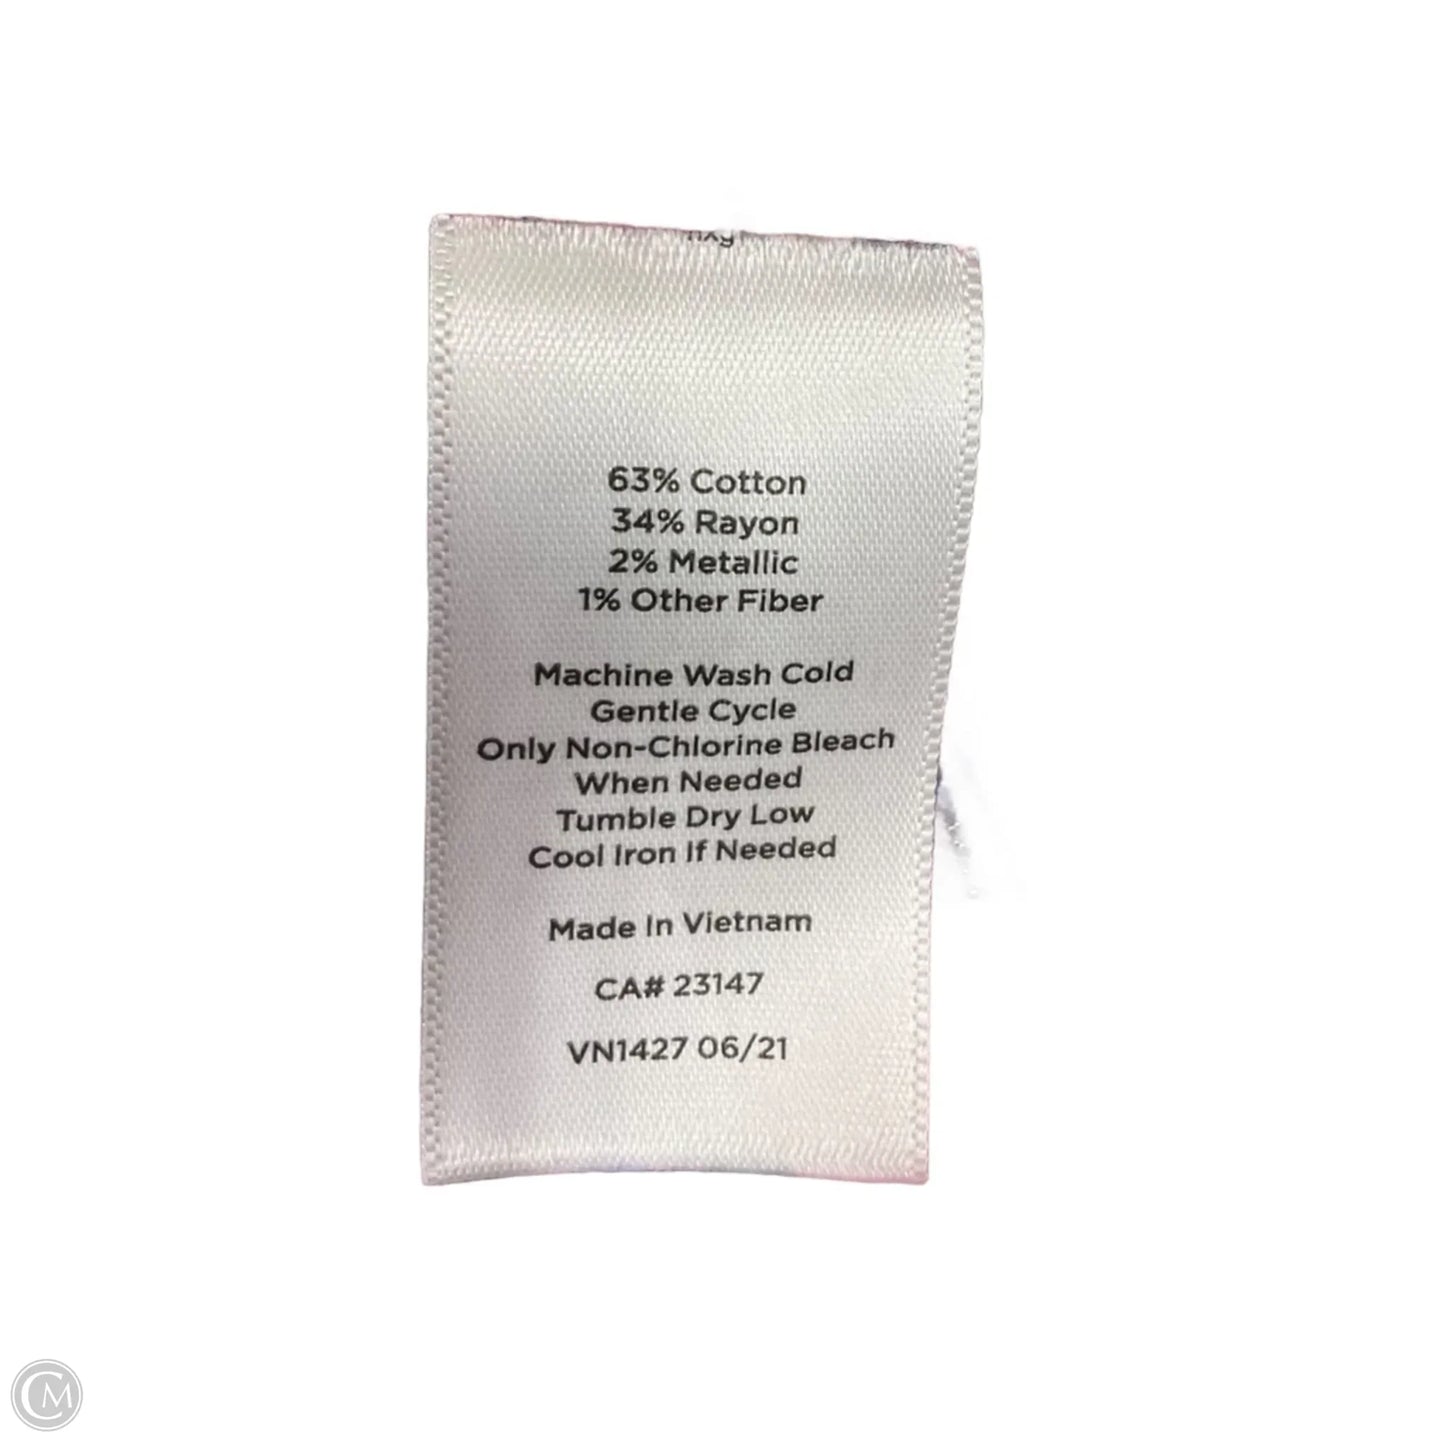 63% Cotton
34% Rayon
2% Metallic
1% Other Fiber
Machine Wash Cold
Gentle Cycle
Only Non-Chlorine Bleach
When Needed
Tumble Dry Low
Cool Iron If Needed
Made In Vietnam
CA# 23147
VN1427 06/21
CM